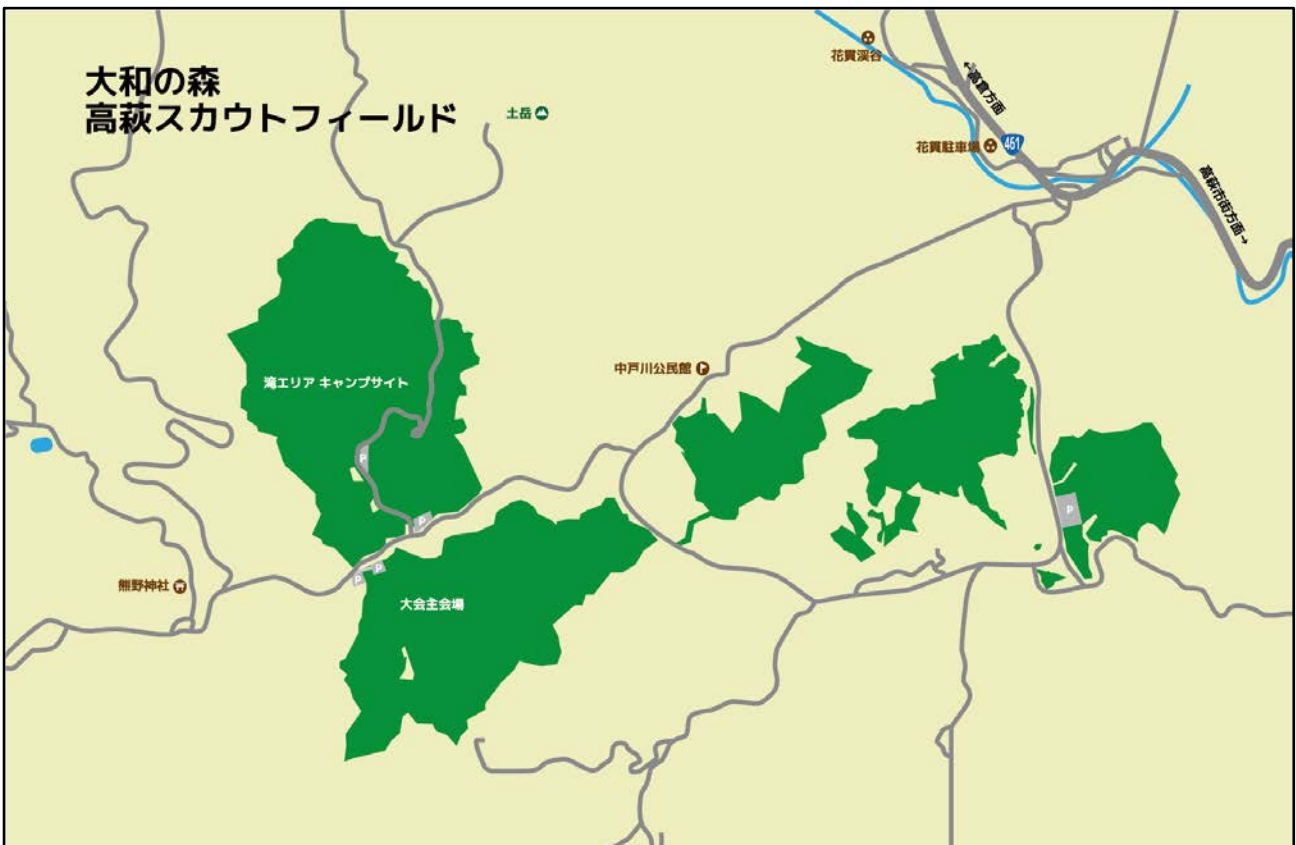 大和の森
高萩スカウトフィールド
土岳
花貫渓谷
←高倉方面
花貫駐車場
461
高萩市街方面→
中戸川公民館
滝エリア キャンプサイト
P
P
P
P
P
熊野神社
大会主会場